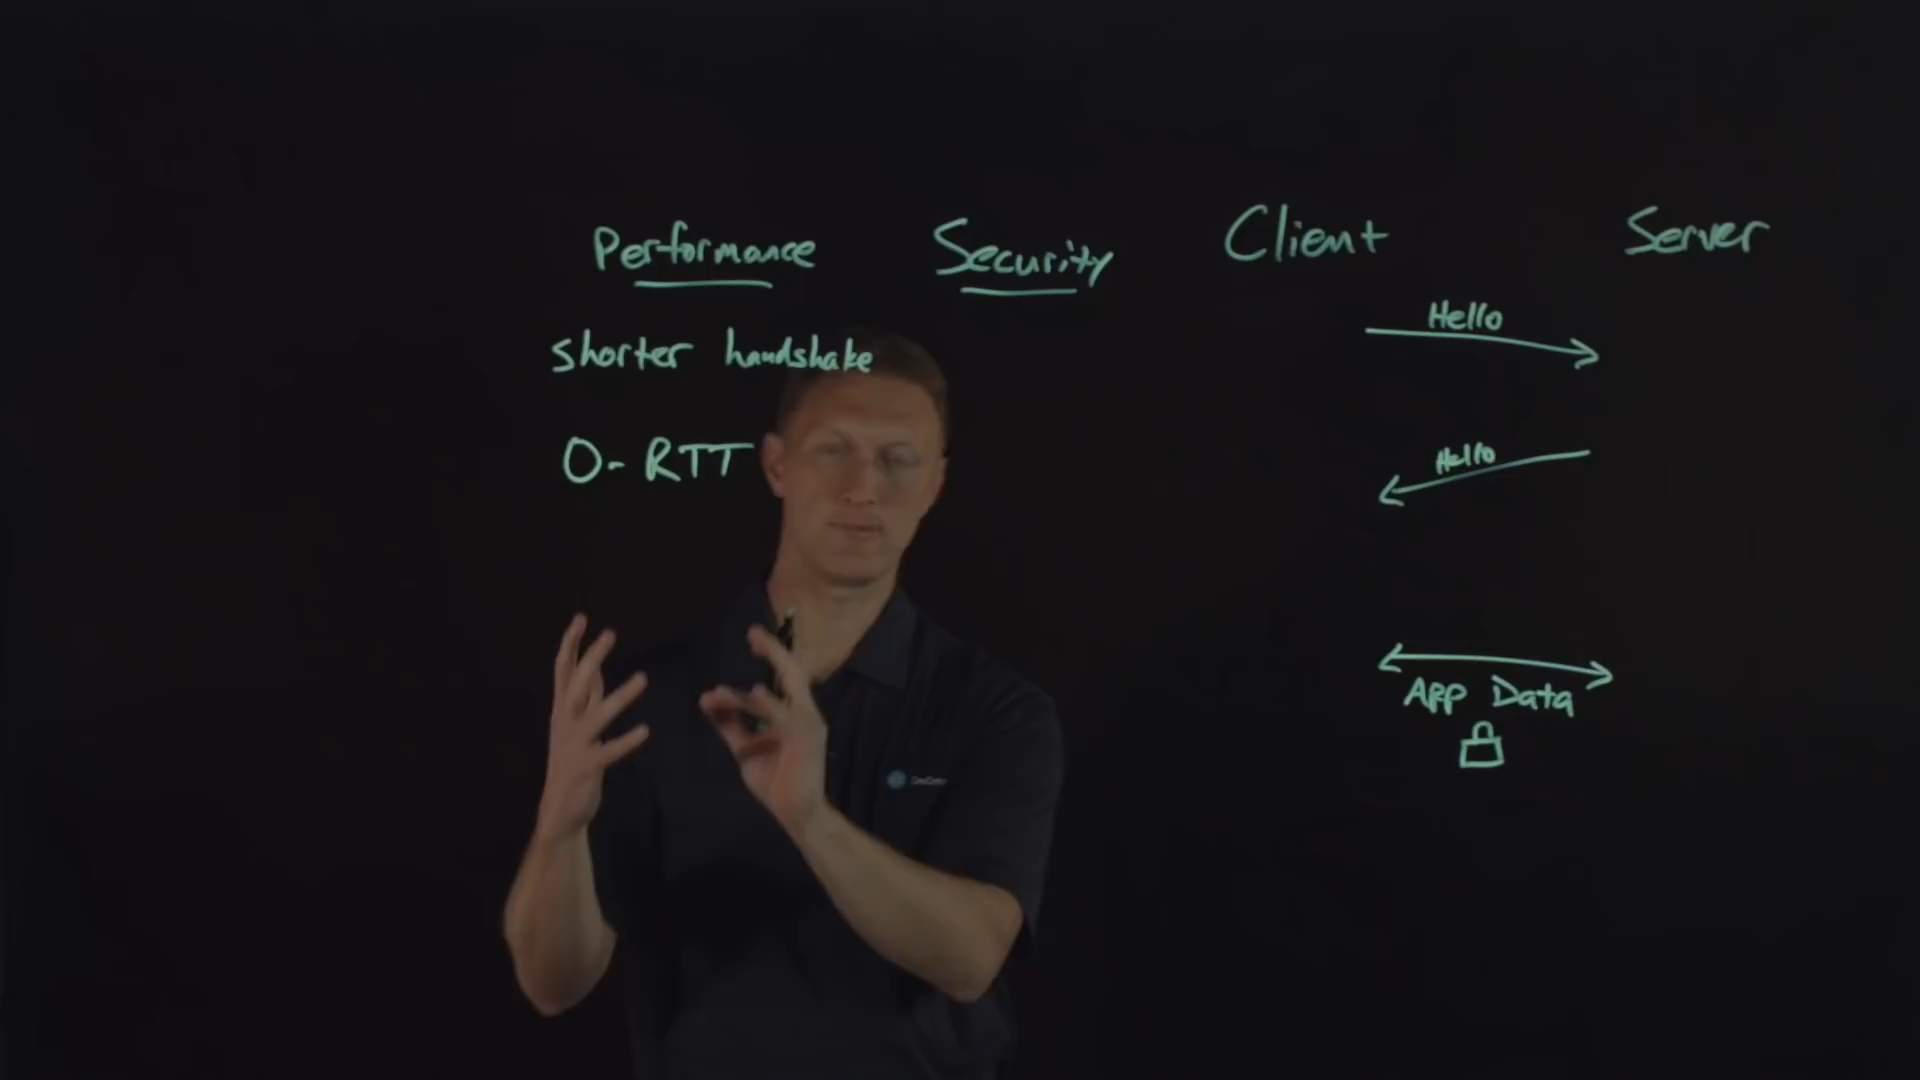 Performance Security Client Server
Hello
shorter handshake
0-RTT
Hello
App Data